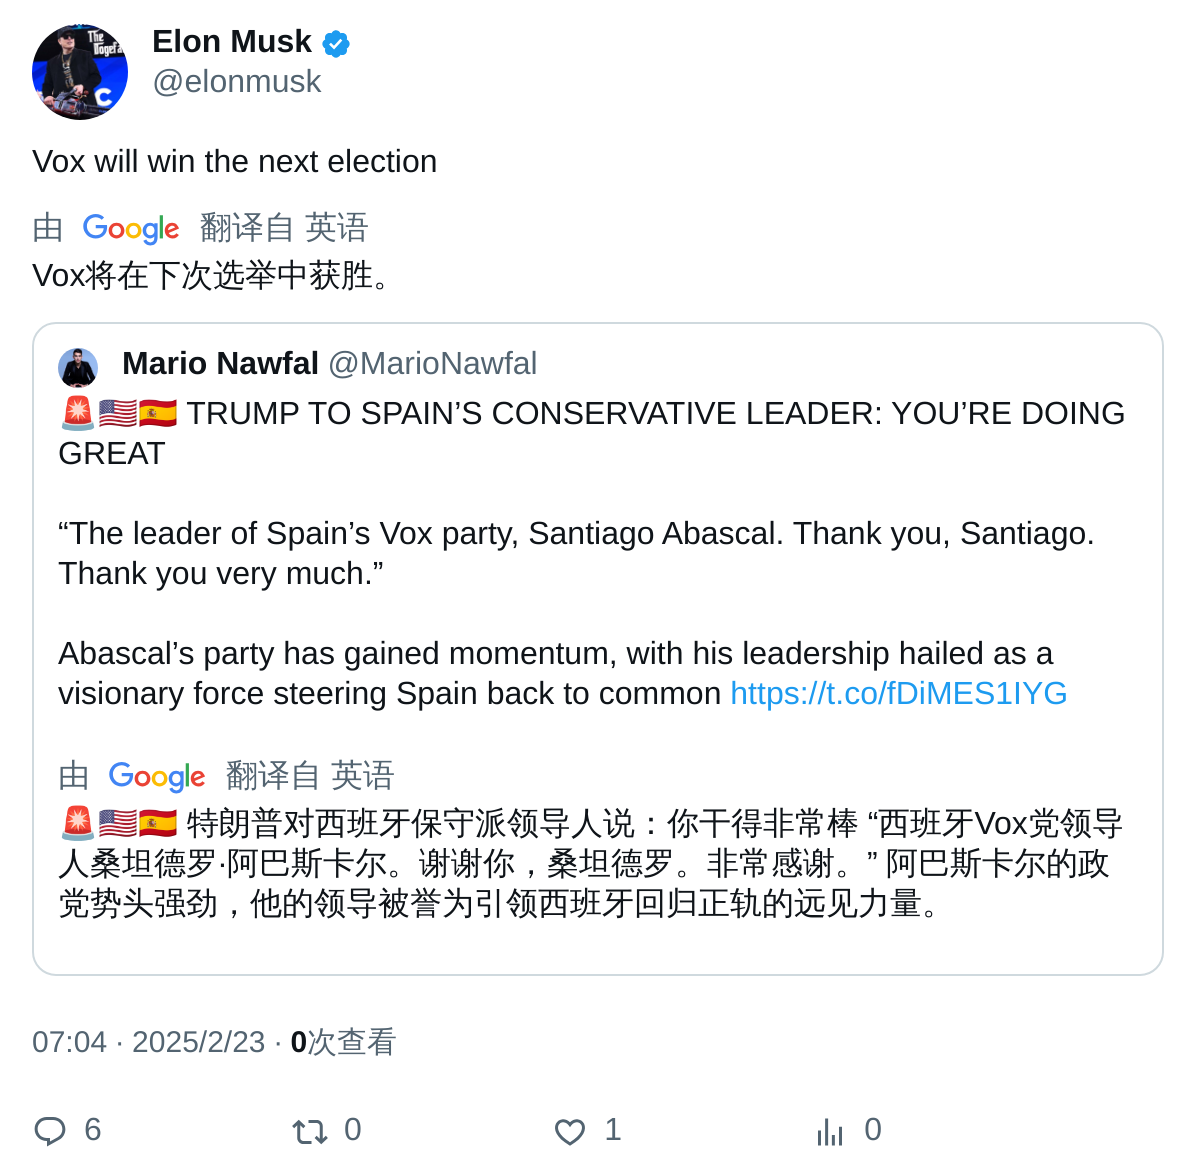 The
Dogefa
C
Elon Musk
@elonmusk
Vox will win the next election
由 Google 翻译自 英语
Vox将在下次选举中获胜。
Mario Nawfal @MarioNawfal
🚨🇺🇸🇪🇸 TRUMP TO SPAIN’S CONSERVATIVE LEADER: YOU’RE DOING
GREAT
“The leader of Spain’s Vox party, Santiago Abascal. Thank you, Santiago.
Thank you very much.”
Abascal’s party has gained momentum, with his leadership hailed as a
visionary force steering Spain back to common https://t.co/fDiMES1IYG
由 Google 翻译自 英语
🚨🇺🇸🇪🇸 特朗普对西班牙保守派领导人说：你干得非常棒 “西班牙Vox党领导
人桑坦德罗·阿巴斯卡尔。谢谢你，桑坦德罗。非常感谢。” 阿巴斯卡尔的政
党势头强劲，他的领导被誉为引领西班牙回归正轨的远见力量。
07:04 · 2025/2/23 · 0次查看
6 0 1 0